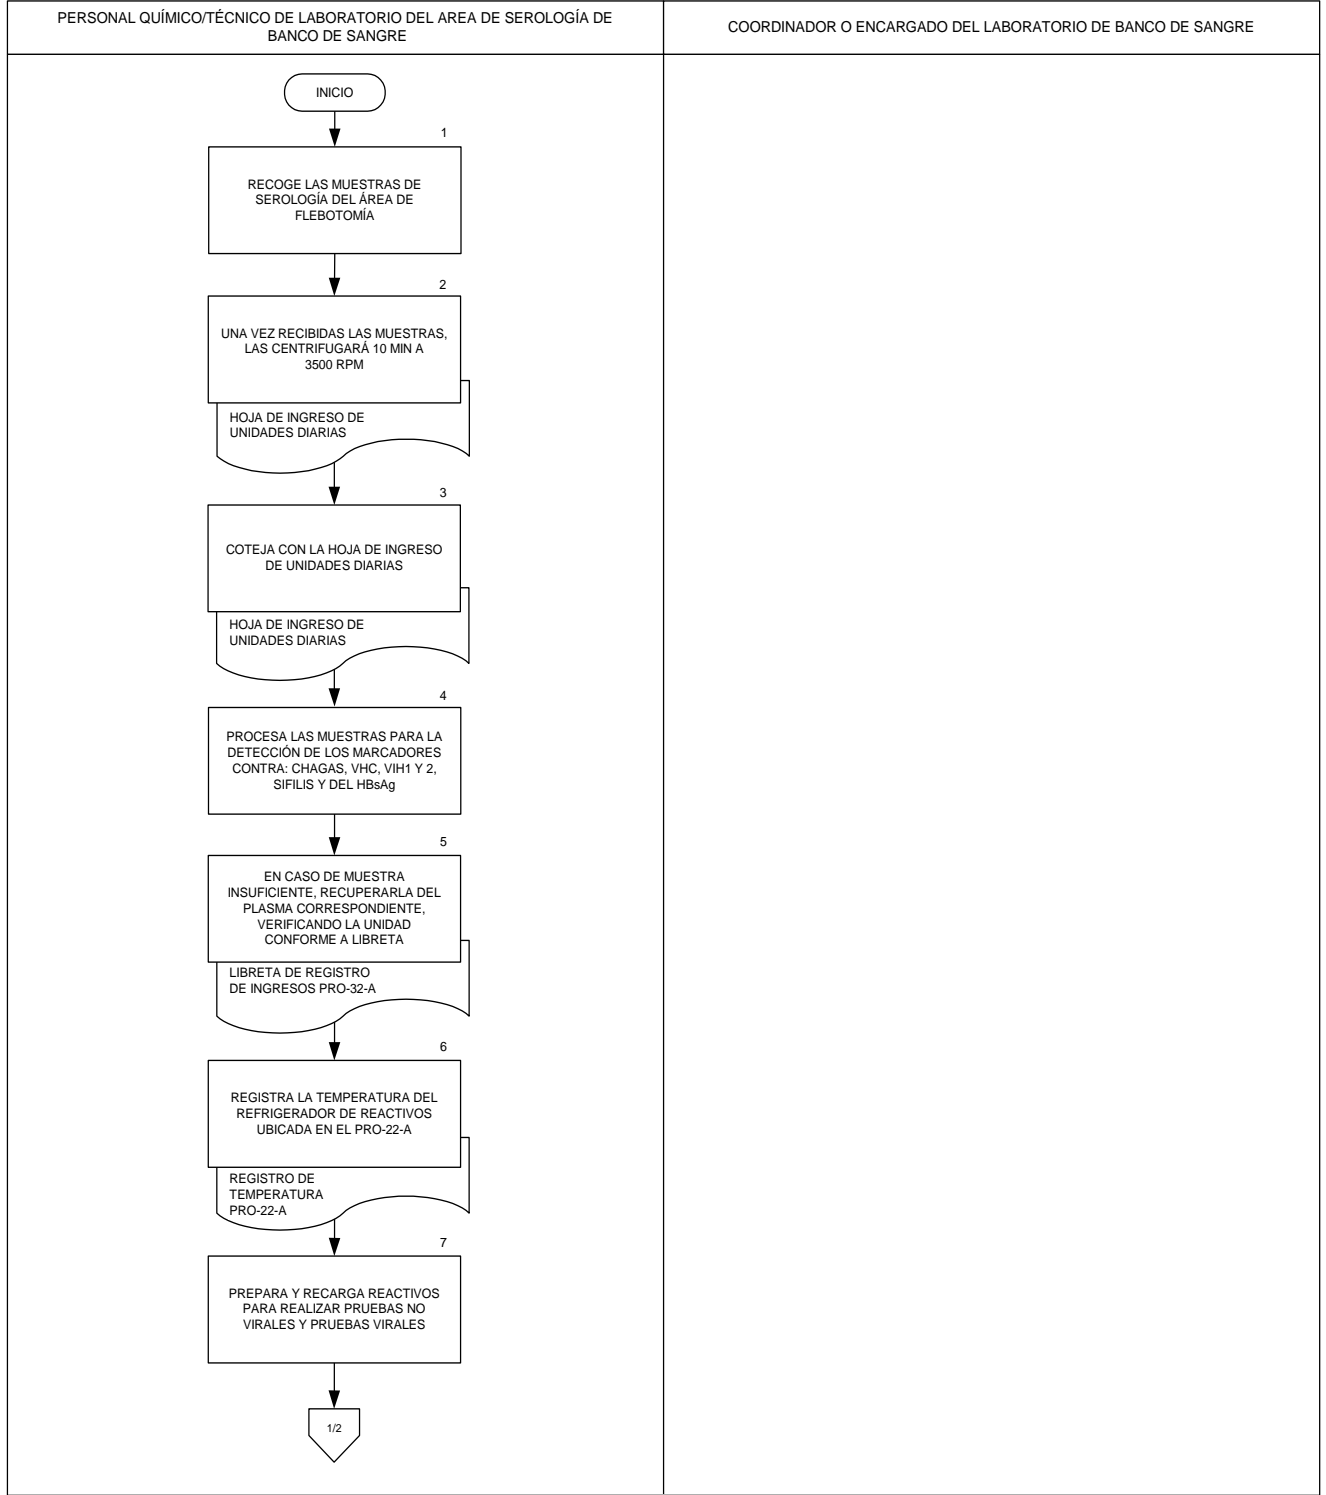 PERSONAL QUÍMICO/TÉCNICO DE LABORATORIO DEL AREA DE SEROLOGÍA DE
BANCO DE SANGRE
COORDINADOR O ENCARGADO DEL LABORATORIO DE BANCO DE SANGRE
INICIO
1
RECOGE LAS MUESTRAS DE
SEROLOGÍA DEL ÁREA DE
FLEBOTOMÍA
2
UNA VEZ RECIBIDAS LAS MUESTRAS,
LAS CENTRIFUGARÁ 10 MIN A
3500 RPM
HOJA DE INGRESO DE
UNIDADES DIARIAS
3
COTEJA CON LA HOJA DE INGRESO
DE UNIDADES DIARIAS
HOJA DE INGRESO DE
UNIDADES DIARIAS
4
PROCESA LAS MUESTRAS PARA LA
DETECCIÓN DE LOS MARCADORES
CONTRA: CHAGAS, VHC, VIH1 Y 2,
SIFILIS Y DEL HBsAg
5
EN CASO DE MUESTRA
INSUFICIENTE, RECUPERARLA DEL
PLASMA CORRESPONDIENTE,
VERIFICANDO LA UNIDAD
CONFORME A LIBRETA
LIBRETA DE REGISTRO
DE INGRESOS PRO-32-A
6
REGISTRA LA TEMPERATURA DEL
REFRIGERADOR DE REACTIVOS
UBICADA EN EL PRO-22-A
REGISTRO DE
TEMPERATURA
PRO-22-A
7
PREPARA Y RECARGA REACTIVOS
PARA REALIZAR PRUEBAS NO
VIRALES Y PRUEBAS VIRALES
1/2